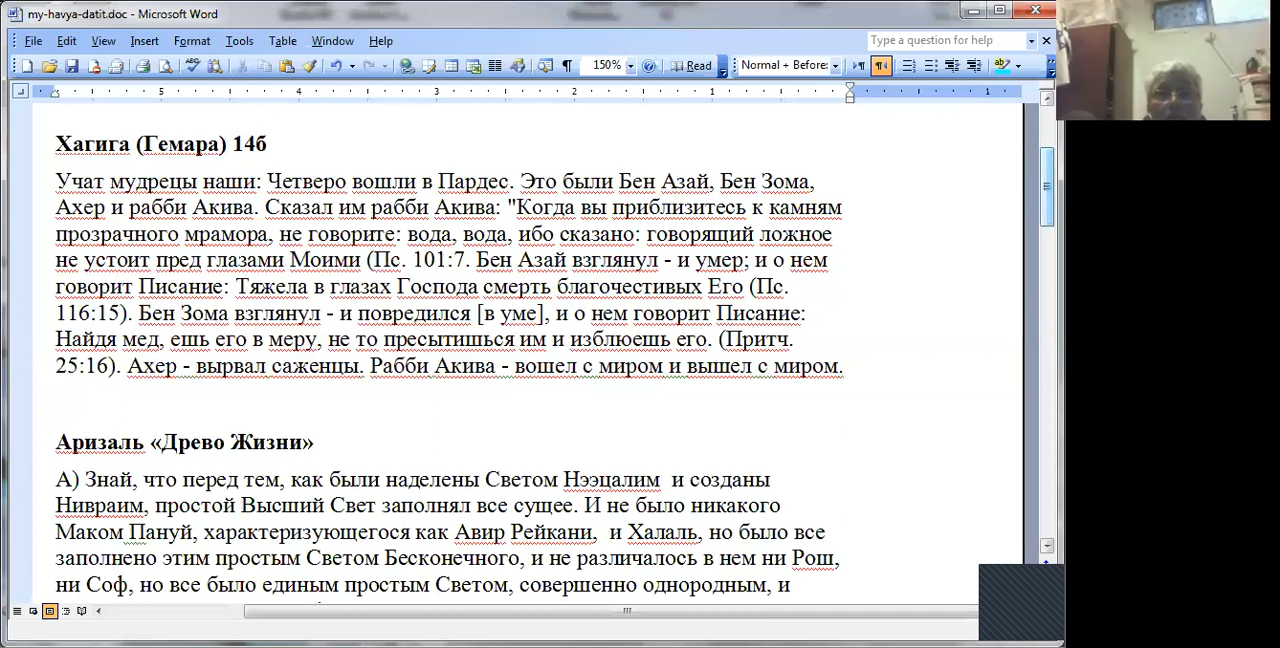 my-havya-datit.doc - Microsoft Word
File Edit View Insert Format Tools Table Window Help
Type a question for help
150% Read Normal + Before:
5 4 3 2 1 1
Хагига (Гемара) 14б
Учат мудрецы наши: Четверо вошли в Пардес. Это были Бен Азай, Бен Зома,
Ахер и рабби Акива. Сказал им рабби Акива: "Когда вы приблизитесь к камням
прозрачного мрамора, не говорите: вода, вода, ибо сказано: говорящий ложное
не устоит пред глазами Моими (Пс. 101:7. Бен Азай взглянул - и умер; и о нем
говорит Писание: Тяжела в глазах Господа смерть благочестивых Его (Пс.
116:15). Бен Зома взглянул - и повредился [в уме], и о нем говорит Писание:
Найдя мед, ешь его в меру, не то пресытишься им и изблюешь его. (Притч.
25:16). Ахер - вырвал саженцы. Рабби Акива - вошел с миром и вышел с миром.
Аризаль «Древо Жизни»
А) Знай, что перед тем, как были наделены Светом Нээцалим и созданы
Нивраим, простой Высший Свет заполнял все сущее. И не было никакого
Маком Пануй, характеризующегося как Авир Рейкани, и Халаль, но было все
заполнено этим простым Светом Бесконечного, и не различалось в нем ни Рош,
ни Соф, но все было единым простым Светом, совершенно однородным, и